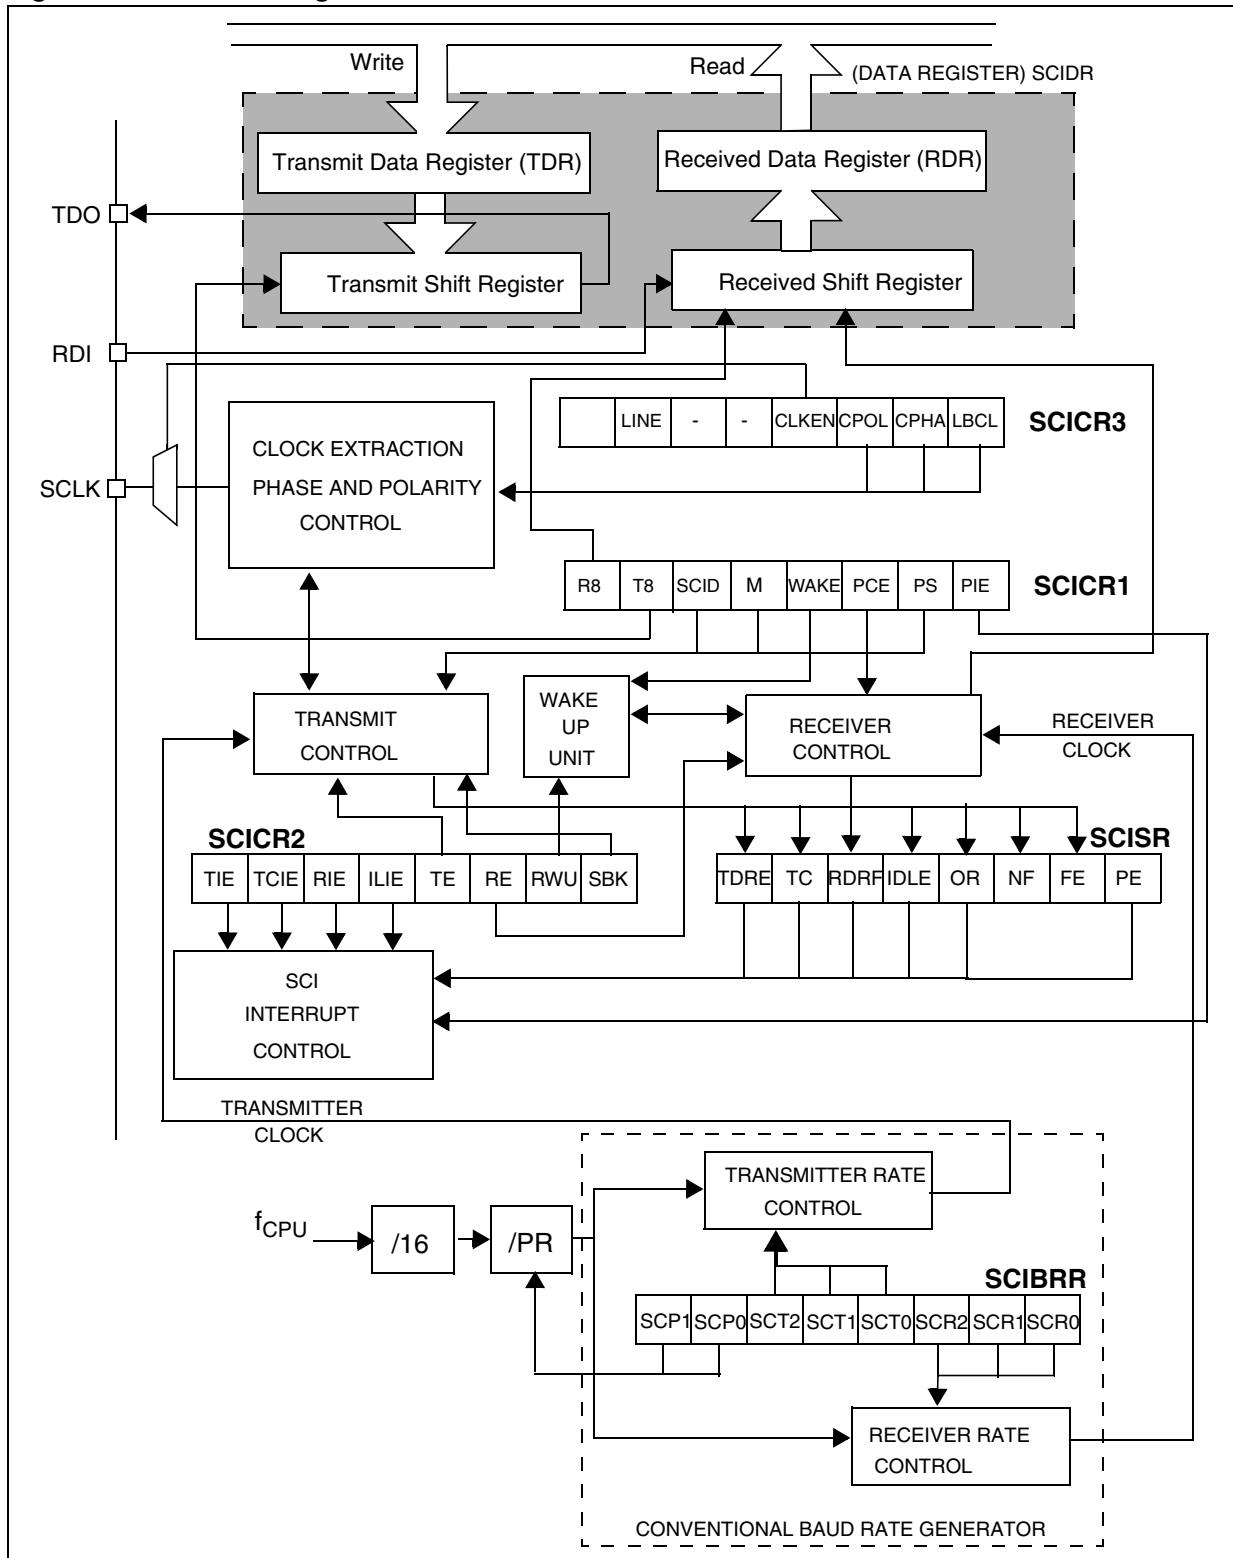 Write
Read
(DATA REGISTER) SCIDR
Transmit Data Register (TDR)
Received Data Register (RDR)
TDO
Transmit Shift Register
Received Shift Register
RDI
LINE - - CLKEN CPOL CPHA LBCL
SCICR3
CLOCK EXTRACTION
PHASE AND POLARITY
CONTROL
SCLK
R8 T8 SCID M WAKE PCE PS PIE
SCICR1
TRANSMIT
CONTROL
WAKE
UP
UNIT
RECEIVER
CONTROL
RECEIVER
CLOCK
SCICR2
TIE TCIE RIE ILIE TE RE RWU SBK
SCISR
TDRE TC RDRF IDLE OR NF FE PE
SCI
INTERRUPT
CONTROL
TRANSMITTER
CLOCK
TRANSMITTER RATE
CONTROL
fCPU
/16
/PR
SCIBRR
SCP1 SCP0 SCT2 SCT1 SCT0 SCR2 SCR1 SCR0
RECEIVER RATE
CONTROL
CONVENTIONAL BAUD RATE GENERATOR